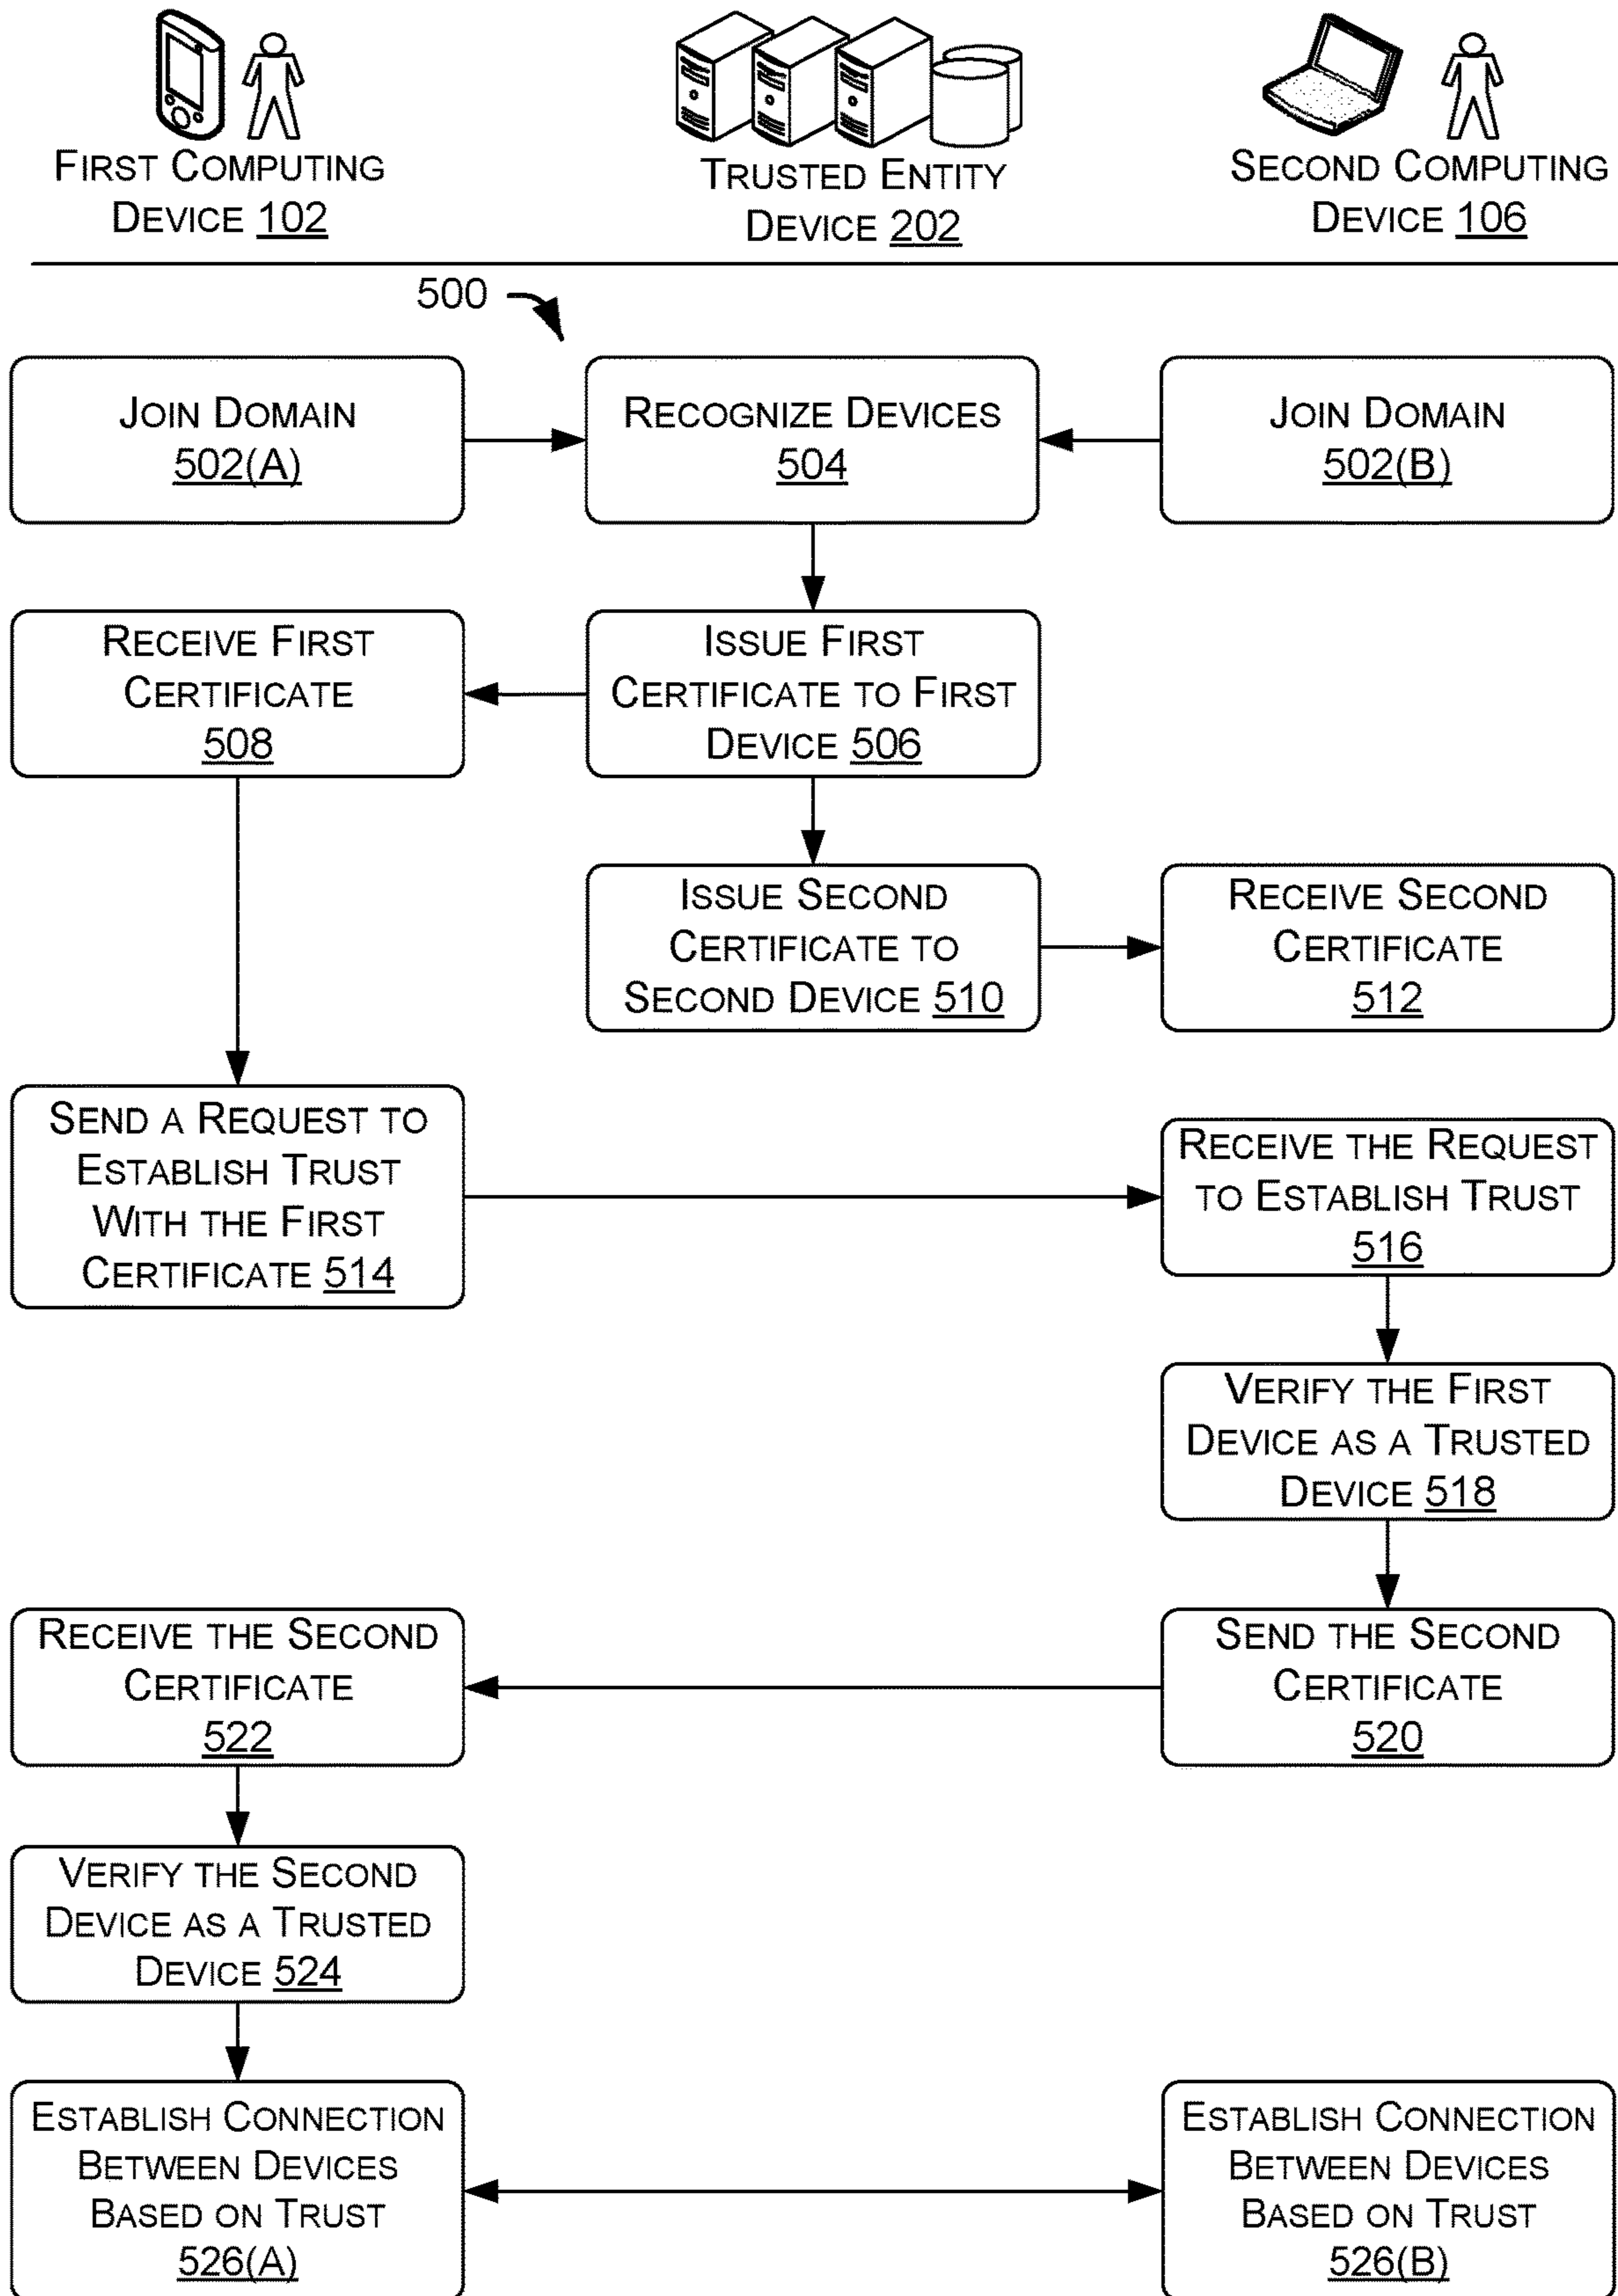 FIRST COMPUTING
DEVICE 102
TRUSTED ENTITY
DEVICE 202
SECOND COMPUTING
DEVICE 106
500
JOIN DOMAIN
502(A)
RECOGNIZE DEVICES
504
JOIN DOMAIN
502(B)
RECEIVE FIRST
CERTIFICATE
508
ISSUE FIRST
CERTIFICATE TO FIRST
DEVICE 506
ISSUE SECOND
CERTIFICATE TO
SECOND DEVICE 510
RECEIVE SECOND
CERTIFICATE
512
SEND A REQUEST TO
ESTABLISH TRUST
WITH THE FIRST
CERTIFICATE 514
RECEIVE THE REQUEST
TO ESTABLISH TRUST
516
VERIFY THE FIRST
DEVICE AS A TRUSTED
DEVICE 518
RECEIVE THE SECOND
CERTIFICATE
522
SEND THE SECOND
CERTIFICATE
520
VERIFY THE SECOND
DEVICE AS A TRUSTED
DEVICE 524
ESTABLISH CONNECTION
BETWEEN DEVICES
BASED ON TRUST
526(A)
ESTABLISH CONNECTION
BETWEEN DEVICES
BASED ON TRUST
526(B)